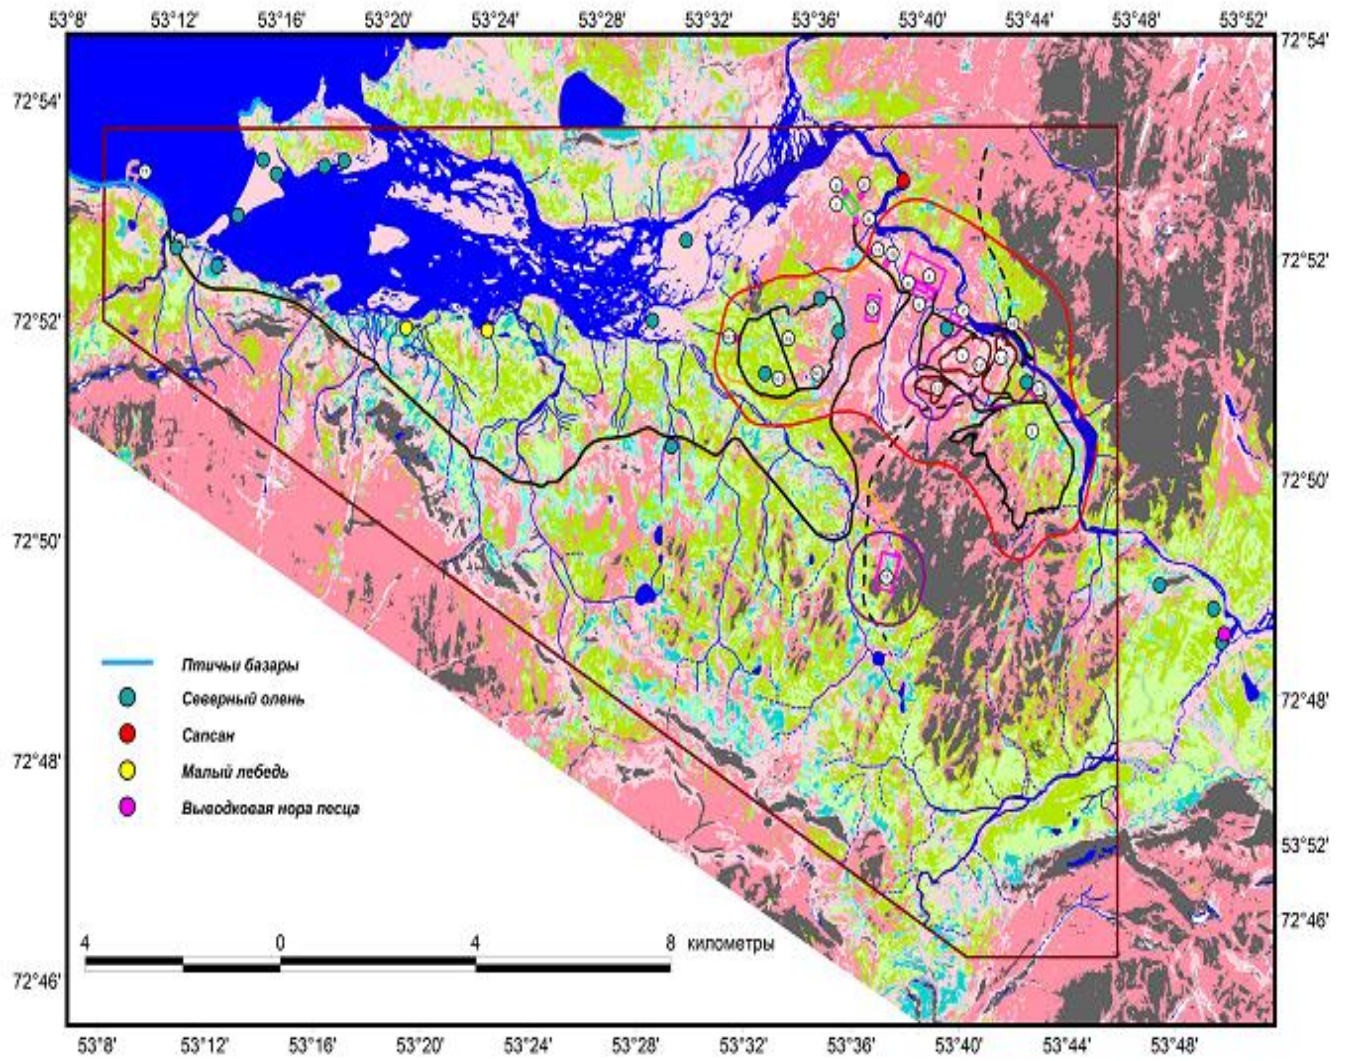 53°8' 53°12' 53°16' 53°20' 53°24' 53°28' 53°32' 53°36' 53°40' 53°44' 53°48' 53°52'
72°54'
72°54'
72°52'
72°52'
72°50'
72°50'
Птичьи базары
Северный олень
72°48'
Сапсан
72°48'
Малый лебедь
Выводковая нора песца
53°52'
72°46'
4 0 4 8 километры
72°46'
53°8' 53°12' 53°16' 53°20' 53°24' 53°28' 53°32' 53°36' 53°40' 53°44' 53°48'